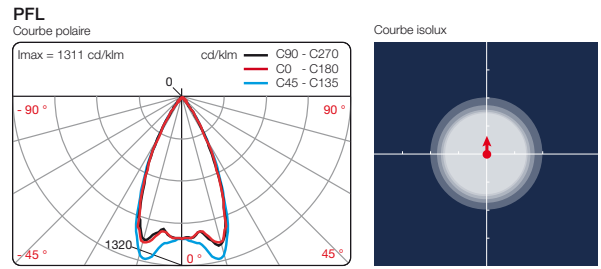 PFL
Courbe polaire
Courbe isolux
Imax = 1311 cd/klm
cd/klm
C90 - C270
C0 - C180
C45 - C135
0
- 90 °
90 °
1320
- 45 °
0 °
45 °